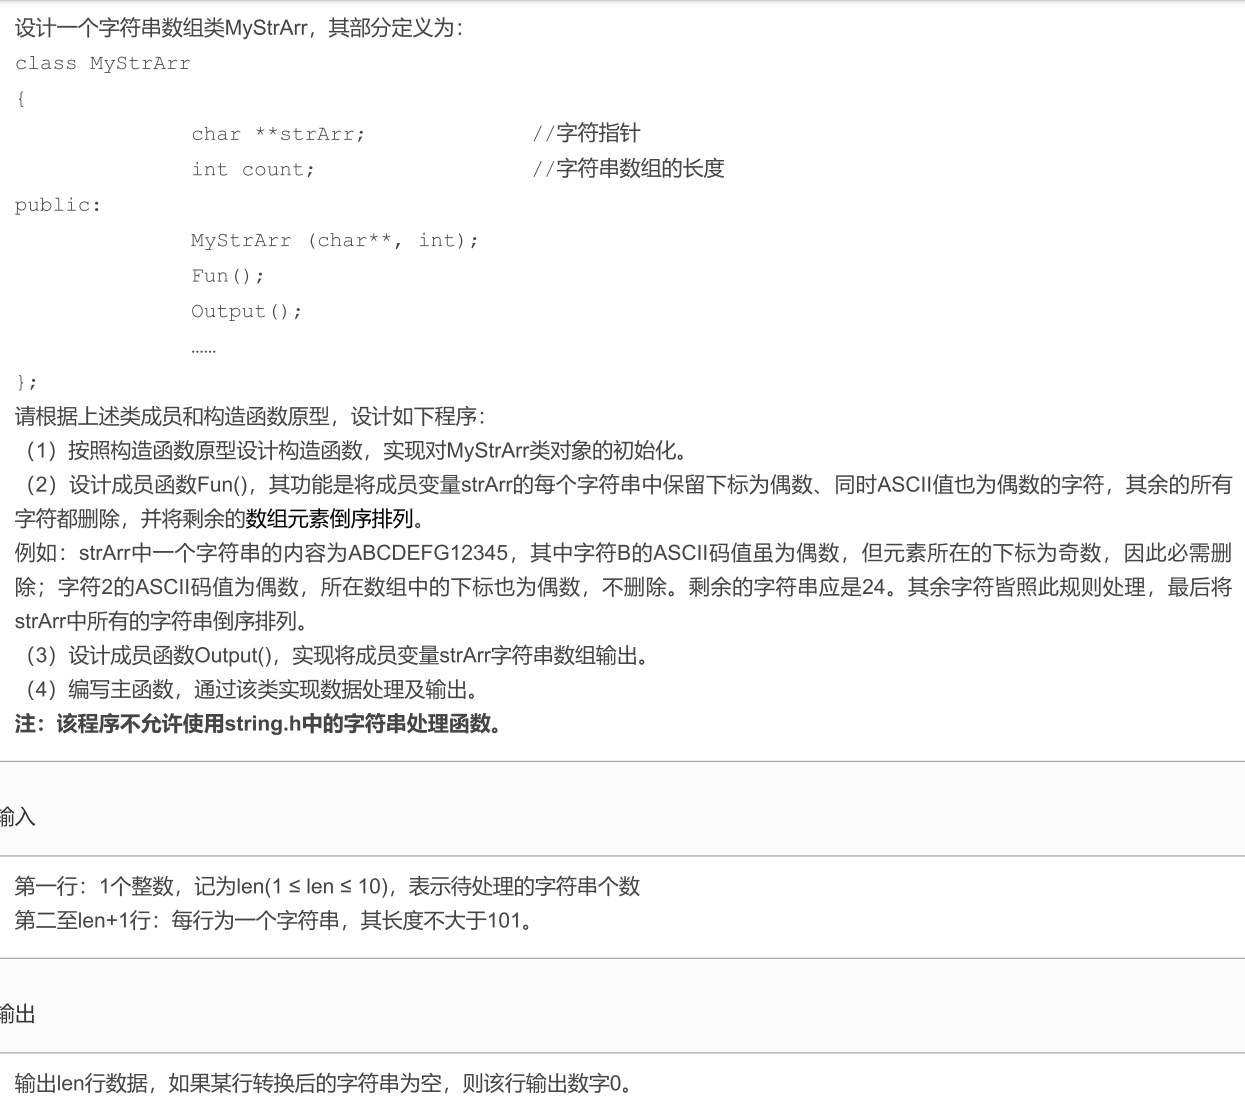 设计一个字符串数组类MyStrArr，其部分定义为：
class MyStrArr
{
char **strArr; //字符指针
int count; //字符串数组的长度
public:
MyStrArr (char**, int);
Fun();
Output();
......
};
请根据上述类成员和构造函数原型，设计如下程序：
（1）按照构造函数原型设计构造函数，实现对MyStrArr类对象的初始化。
（2）设计成员函数Fun()，其功能是将成员变量strArr的每个字符串中保留下标为偶数、同时ASCII值也为偶数的字符，其余的所有
字符都删除，并将剩余的数组元素倒序排列。
例如：strArr中一个字符串的内容为ABCDEFG12345，其中字符B的ASCII码值虽为偶数，但元素所在的下标为奇数，因此必需删
除；字符2的ASCII码值为偶数，所在数组中的下标也为偶数，不删除。剩余的字符串应是24。其余字符皆照此规则处理，最后将
strArr中所有的字符串倒序排列。
（3）设计成员函数Output()，实现将成员变量strArr字符串数组输出。
（4）编写主函数，通过该类实现数据处理及输出。
注：该程序不允许使用string.h中的字符串处理函数。
输入
第一行：1个整数，记为len(1 ≤ len ≤ 10)，表示待处理的字符串个数
第二至len+1行：每行为一个字符串，其长度不大于101。
输出
输出len行数据，如果某行转换后的字符串为空，则该行输出数字0。